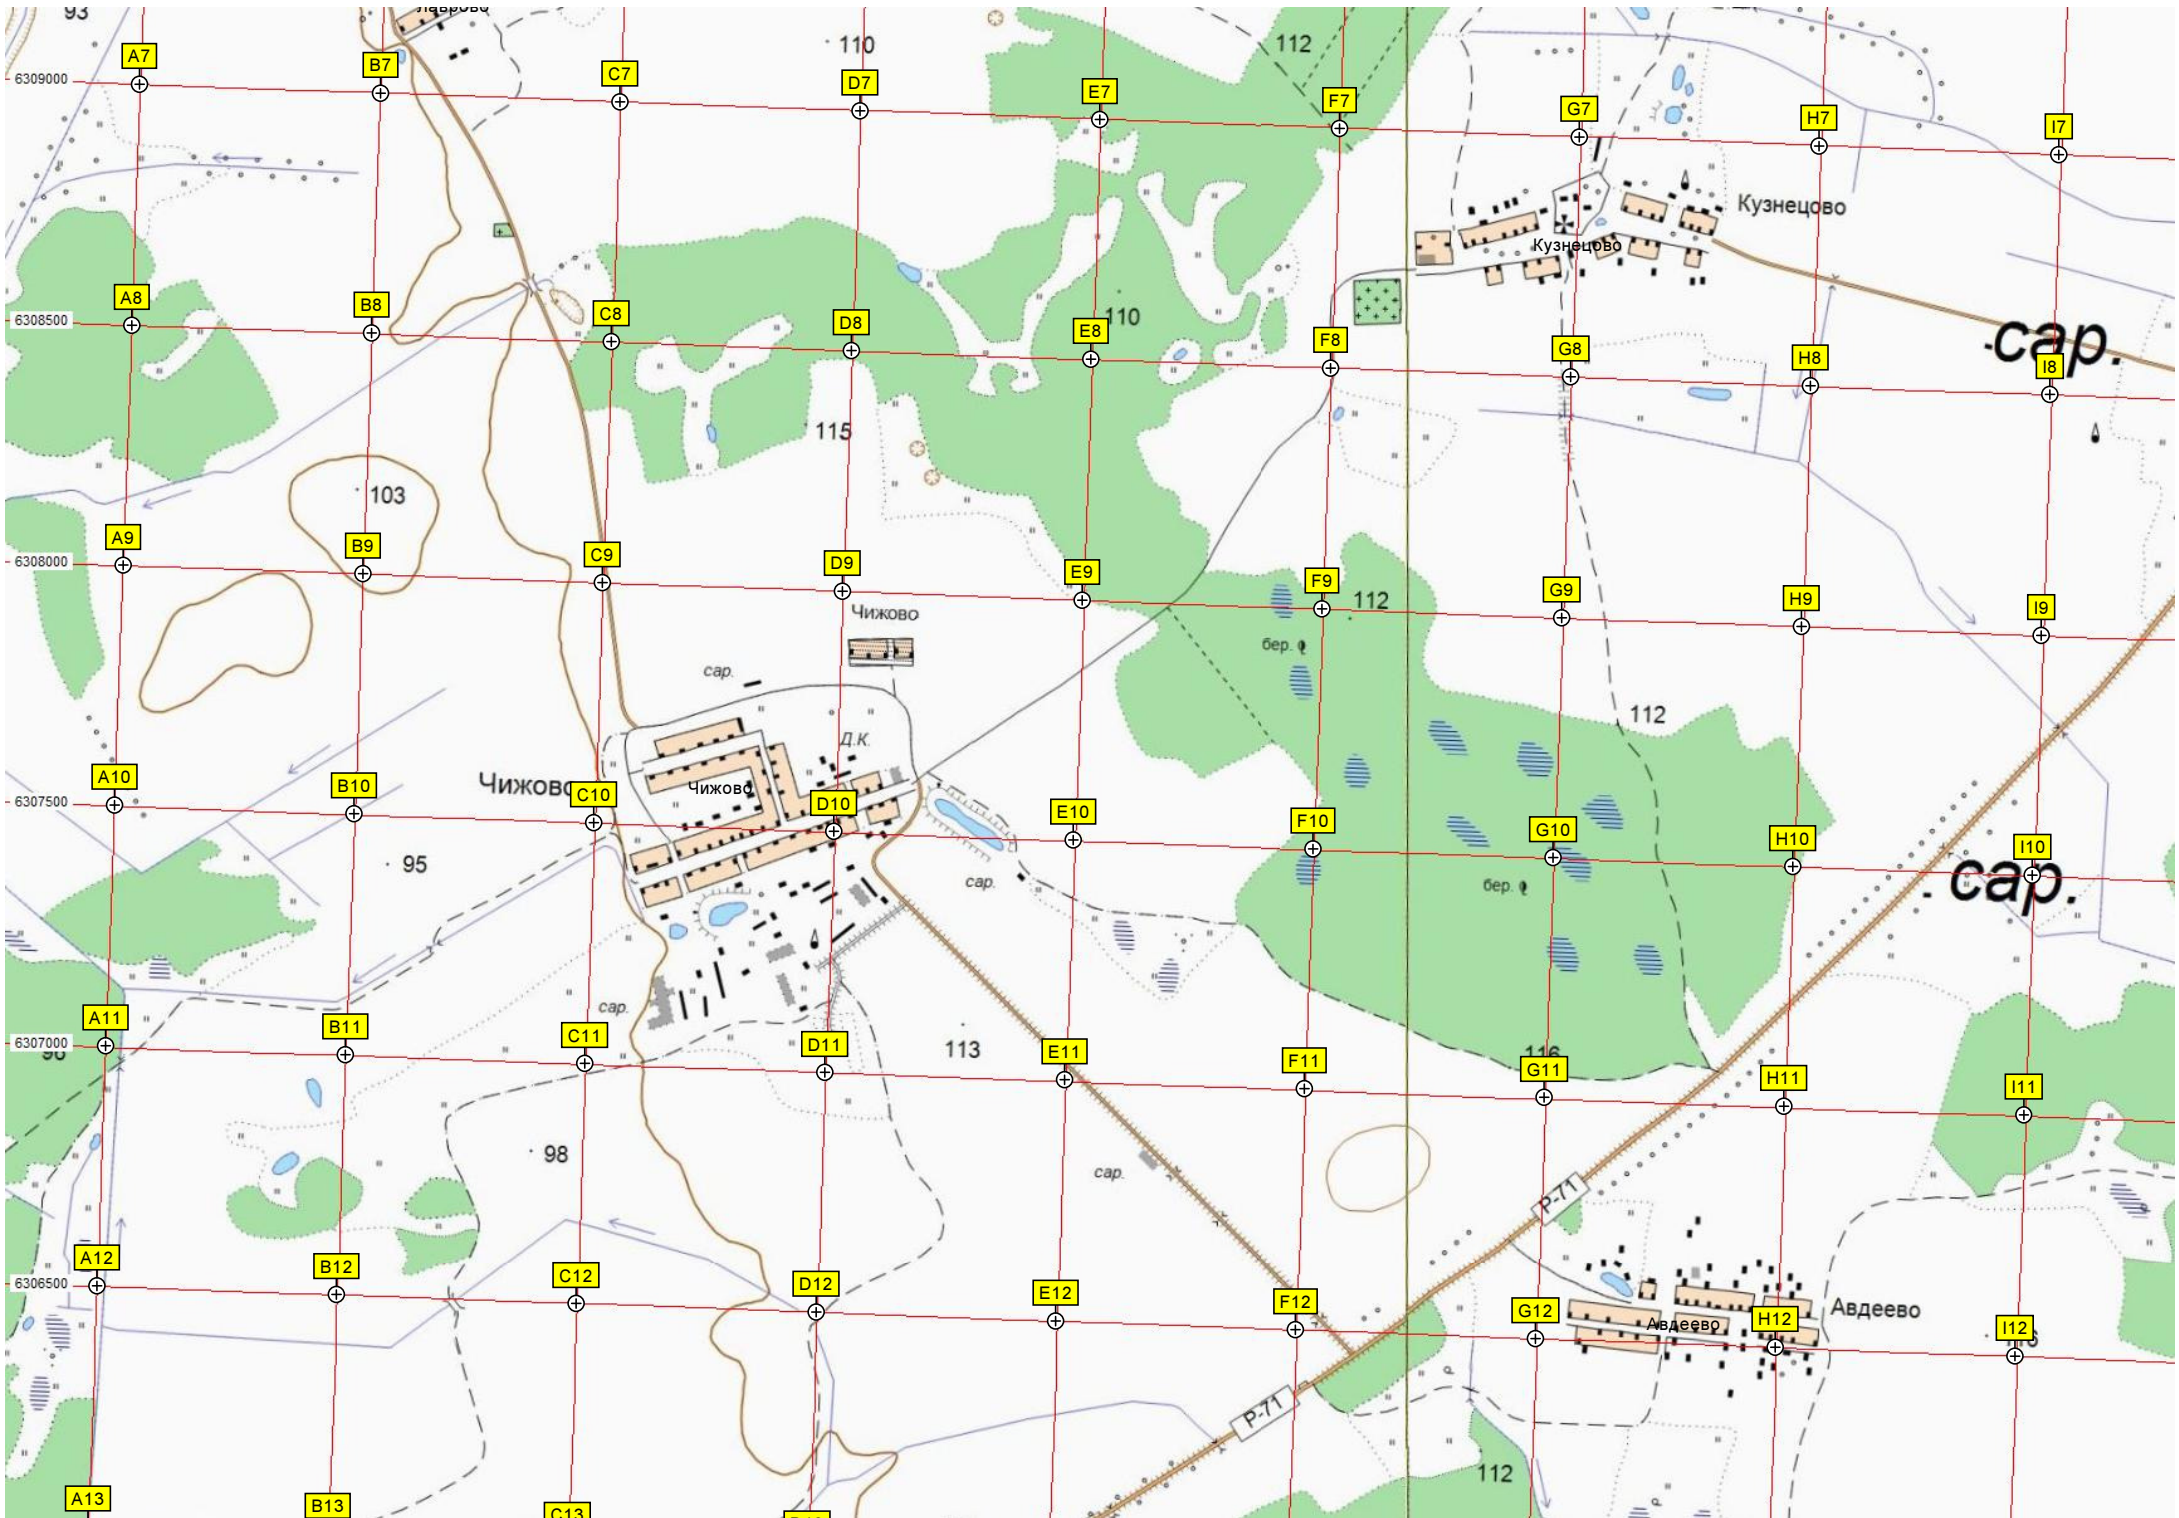 93
Лаврово
110
112
A7
B7
C7
D7
E7
F7
G7
H7
I7
6309000
Кузнецово
Кузнецово
A8
B8
C8
D8
E8
110
F8
G8
H8
I8
6308500
сар.
115
103
A9
B9
C9
D9
E9
F9
112
G9
H9
I9
6308000
Чижово
бер.
сар.
112
Д.К.
A10
B10
Чижово
C10
Чижово
D10
E10
F10
G10
H10
I10
6307500
95
сар.
бер.
сар.
сар.
A11
B11
C11
D11
113
E11
F11
116
G11
H11
I11
6307000
96
98
сар.
Р-71
A12
B12
C12
D12
E12
F12
G12
Авдеево
H12
Авдеево
I12
6306500
Р-71
112
A13
B13
C13